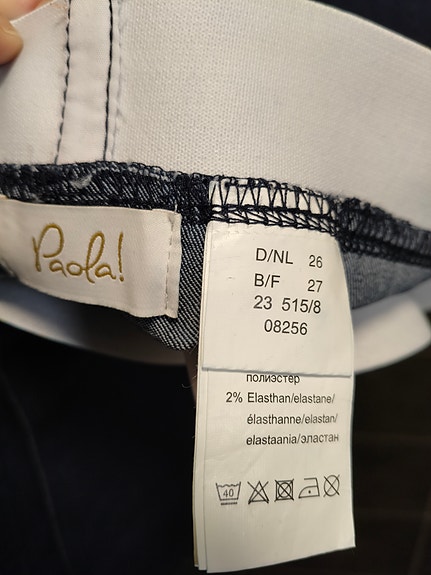 Paola!
D/NL 26
B/F 27
23 515/8
08256
полиэстер
2% Elasthan/elastane/
élasthanne/elastan/
elastaania/эластан
40